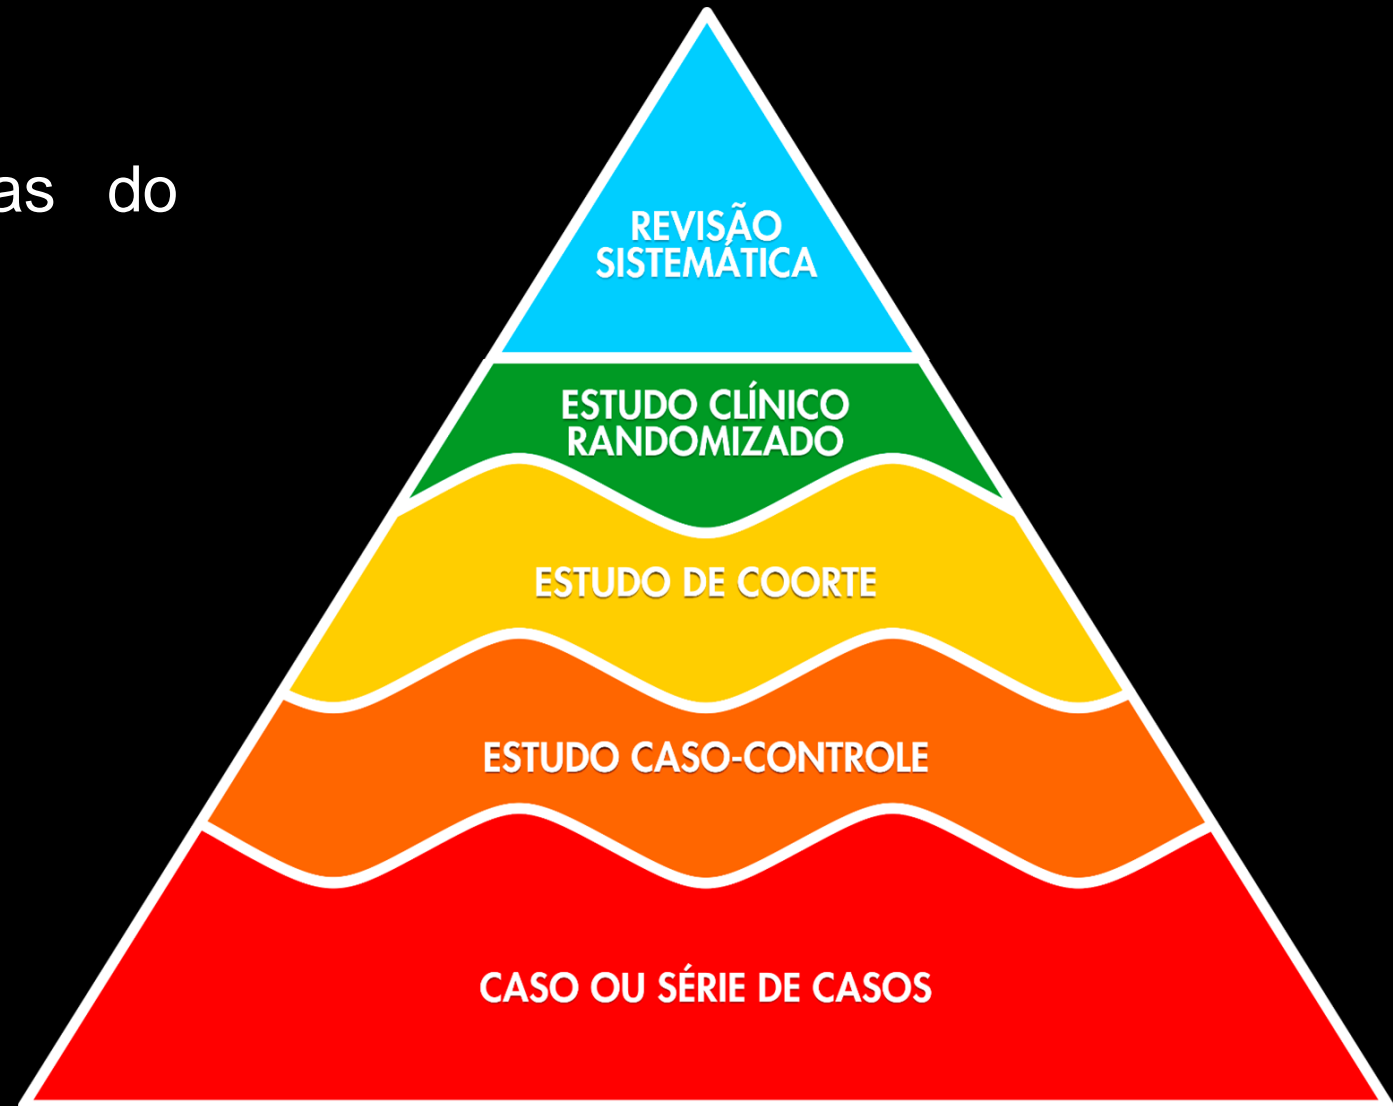 as do
REVISÃO
SISTEMÁTICA
ESTUDO CLÍNICO
RANDOMIZADO
ESTUDO DE COORTE
ESTUDO CASO-CONTROLE
CASO OU SÉRIE DE CASOS